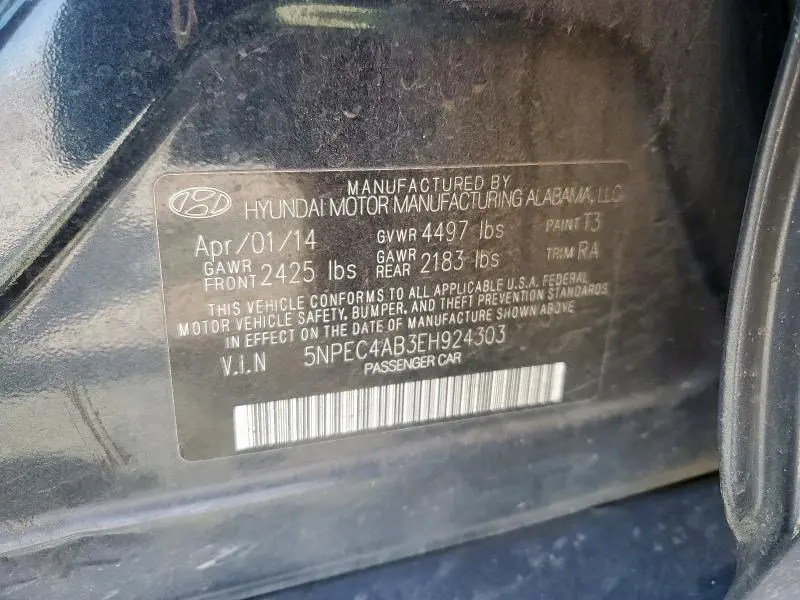 MANUFACTURED BY
HYUNDAI MOTOR MANUFACTURING ALABAMA, LLC
Apr/01/14 GVWR 4497 lbs PAINT T3
GAWR FRONT 2425 lbs GAWR REAR 2183 lbs TRIM RA
THIS VEHICLE CONFORMS TO ALL APPLICABLE U.S.A. FEDERAL
MOTOR VEHICLE SAFETY, BUMPER, AND THEFT PREVENTION STANDARDS
IN EFFECT ON THE DATE OF MANUFACTURE SHOWN ABOVE
V.I.N 5NPEC4AB3EH924303
PASSENGER CAR